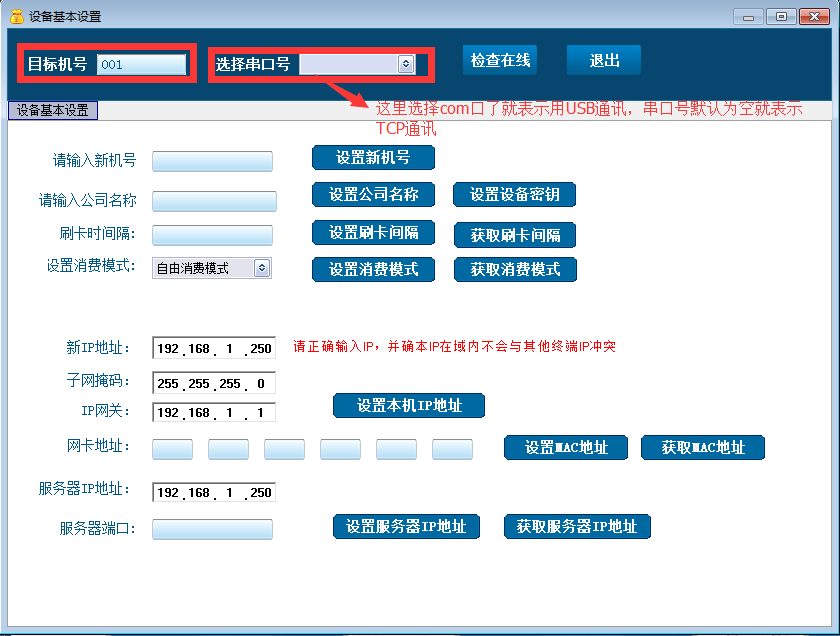 设备基本设置
目标机号 001 选择串口号 检查在线 退出
这里选择com口了就表示用USB通讯，串口号默认为空就表示
TCP通讯
设备基本设置
请输入新机号 设置新机号
请输入公司名称 设置公司名称 设置设备密钥
刷卡时间隔： 设置刷卡间隔 获取刷卡间隔
设置消费模式： 自由消费模式 设置消费模式 获取消费模式
新IP地址： 192.168.1.250 请正确输入IP，并确本IP在域内不会与其他终端IP冲突
子网掩码： 255.255.255.0
IP网关： 192.168.1.1 设置本机IP地址
网卡地址： 设置MAC地址 获取MAC地址
服务器IP地址： 192.168.1.250
服务器端口： 设置服务器IP地址 获取服务器IP地址